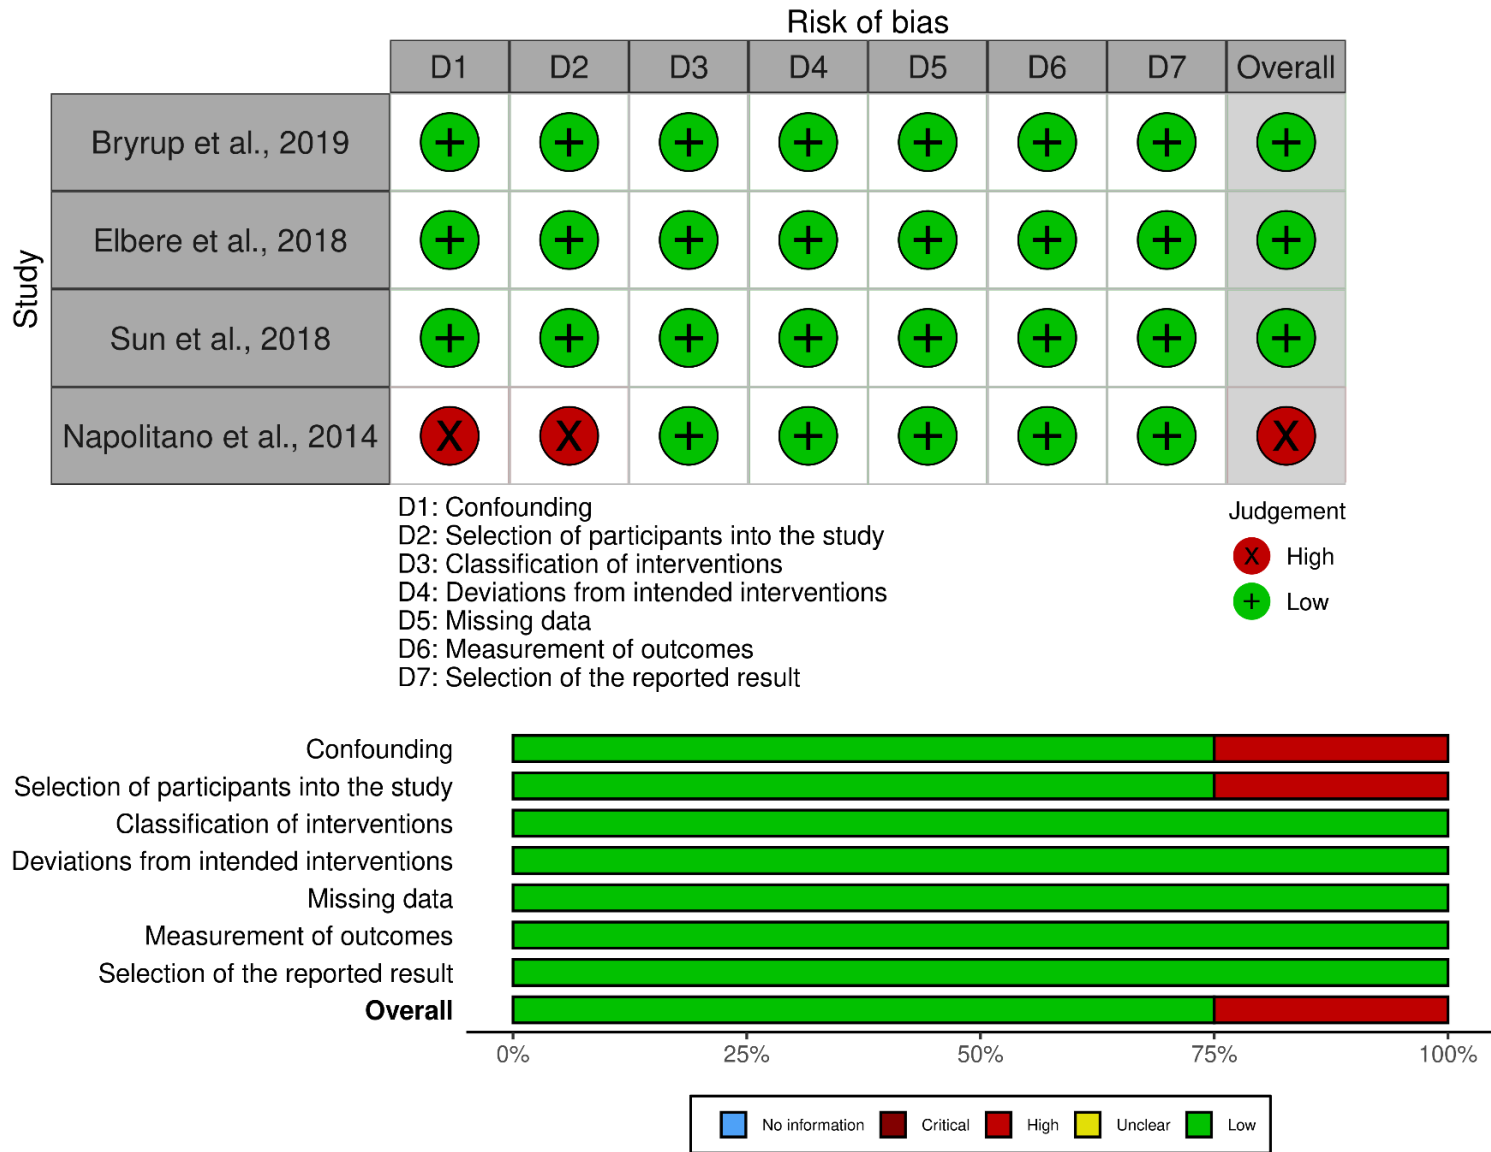 Risk of bias
D1 D2 D3 D4 D5 D6 D7 Overall
Study
Bryrup et al., 2019 + + + + + + + +
Elbere et al., 2018 + + + + + + + +
Sun et al., 2018 + + + + + + + +
Napolitano et al., 2014 X X + + + + + X
D1: Confounding
D2: Selection of participants into the study
D3: Classification of interventions
D4: Deviations from intended interventions
D5: Missing data
D6: Measurement of outcomes
D7: Selection of the reported result
Judgement
X High
+ Low
Confounding
Selection of participants into the study
Classification of interventions
Deviations from intended interventions
Missing data
Measurement of outcomes
Selection of the reported result
Overall
0% 25% 50% 75% 100%
No information Critical High Unclear Low